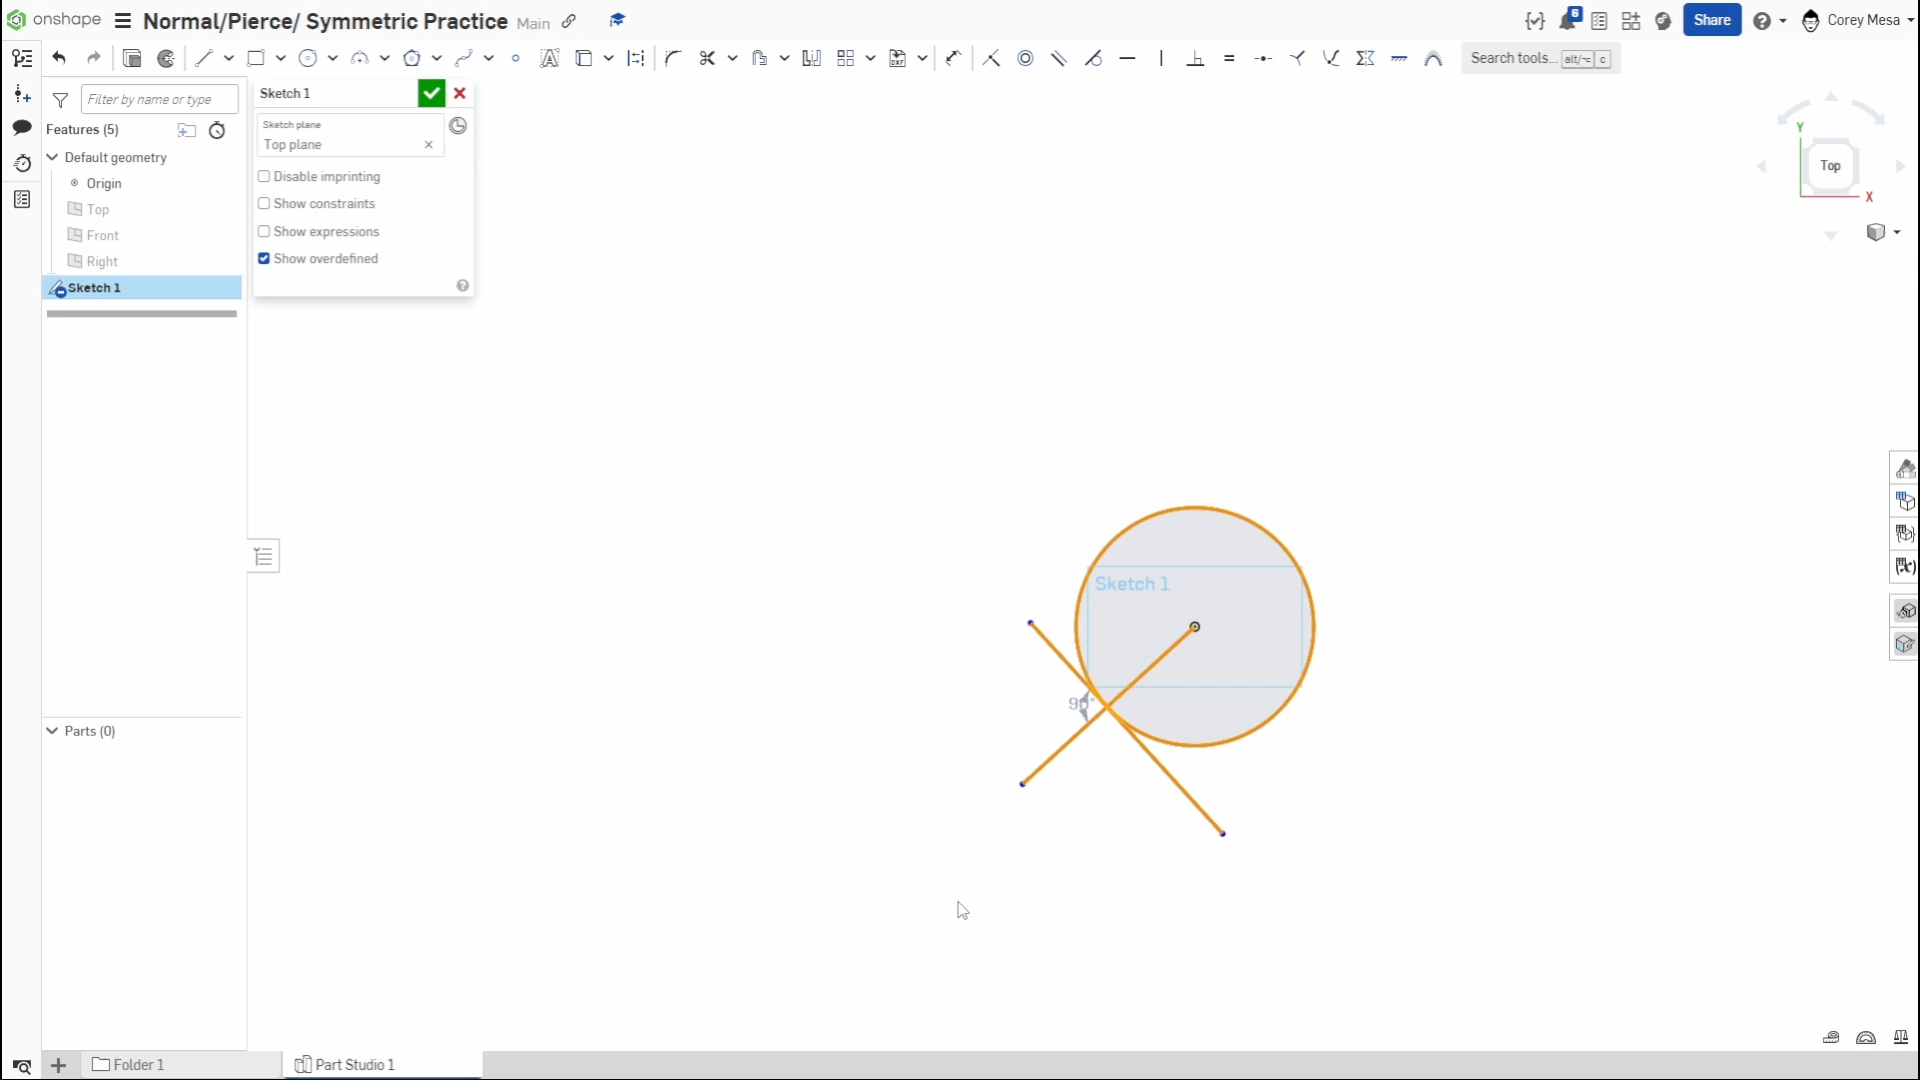 onshape Normal/Pierce/ Symmetric Practice Main
6 Share Corey Mesa
Search tools... alt/⌥ c
Filter by name or type
Features (5)
Default geometry
Origin
Top
Front
Right
Sketch 1
Parts (0)
Sketch 1
Sketch plane
Top plane
Disable imprinting
Show constraints
Show expressions
Show overdefined
Y
Top
X
Sketch 1
90°
Folder 1
Part Studio 1